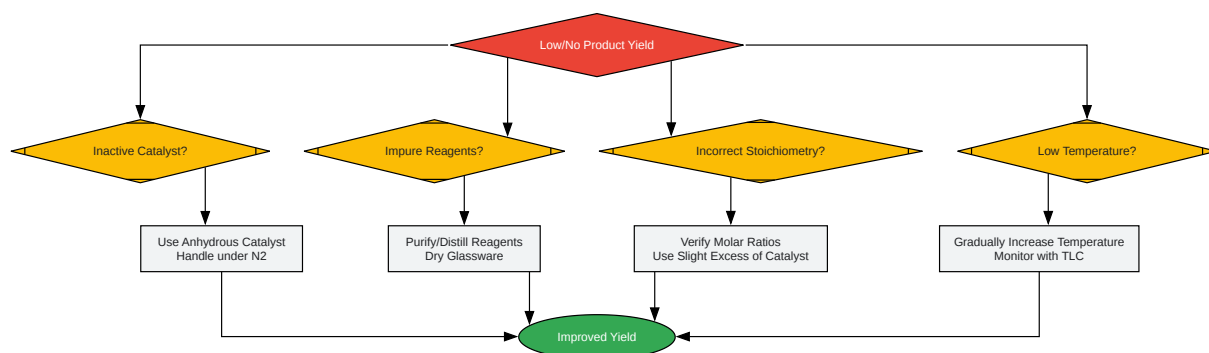 Low/No Product Yield
Inactive Catalyst?
Impure Reagents?
Incorrect Stoichiometry?
Low Temperature?
Use Anhydrous Catalyst
Handle under N2
Purify/Distill Reagents
Dry Glassware
Verify Molar Ratios
Use Slight Excess of Catalyst
Gradually Increase Temperature
Monitor with TLC
Improved Yield